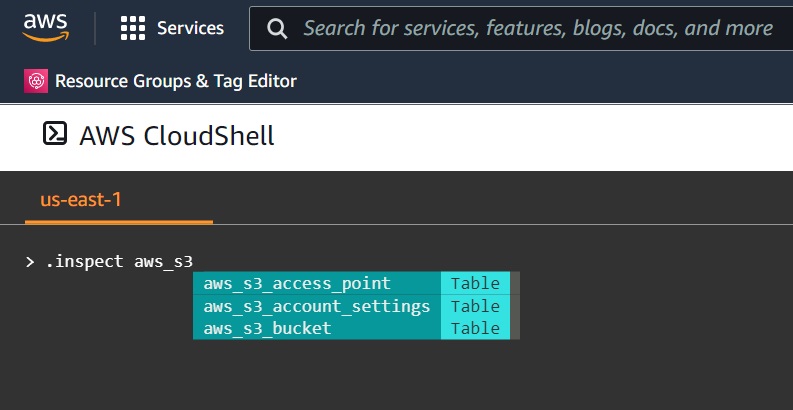 aws
Services
Search for services, features, blogs, docs, and more
Resource Groups & Tag Editor
AWS CloudShell
us-east-1
> .inspect aws_s3
aws_s3_access_point Table
aws_s3_account_settings Table
aws_s3_bucket Table